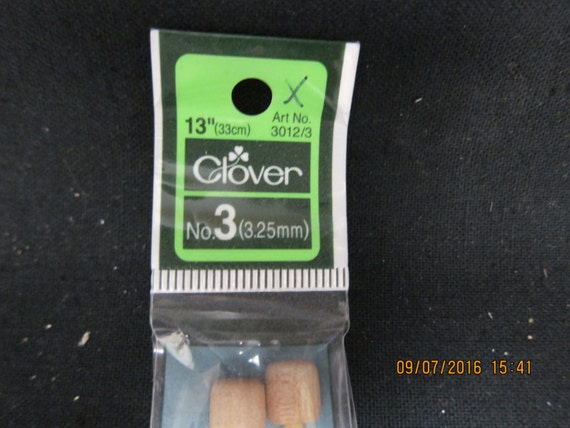 X
13"(33cm) Art No. 3012/3
Clover
No.3(3.25mm)
09/07/2016 15:41